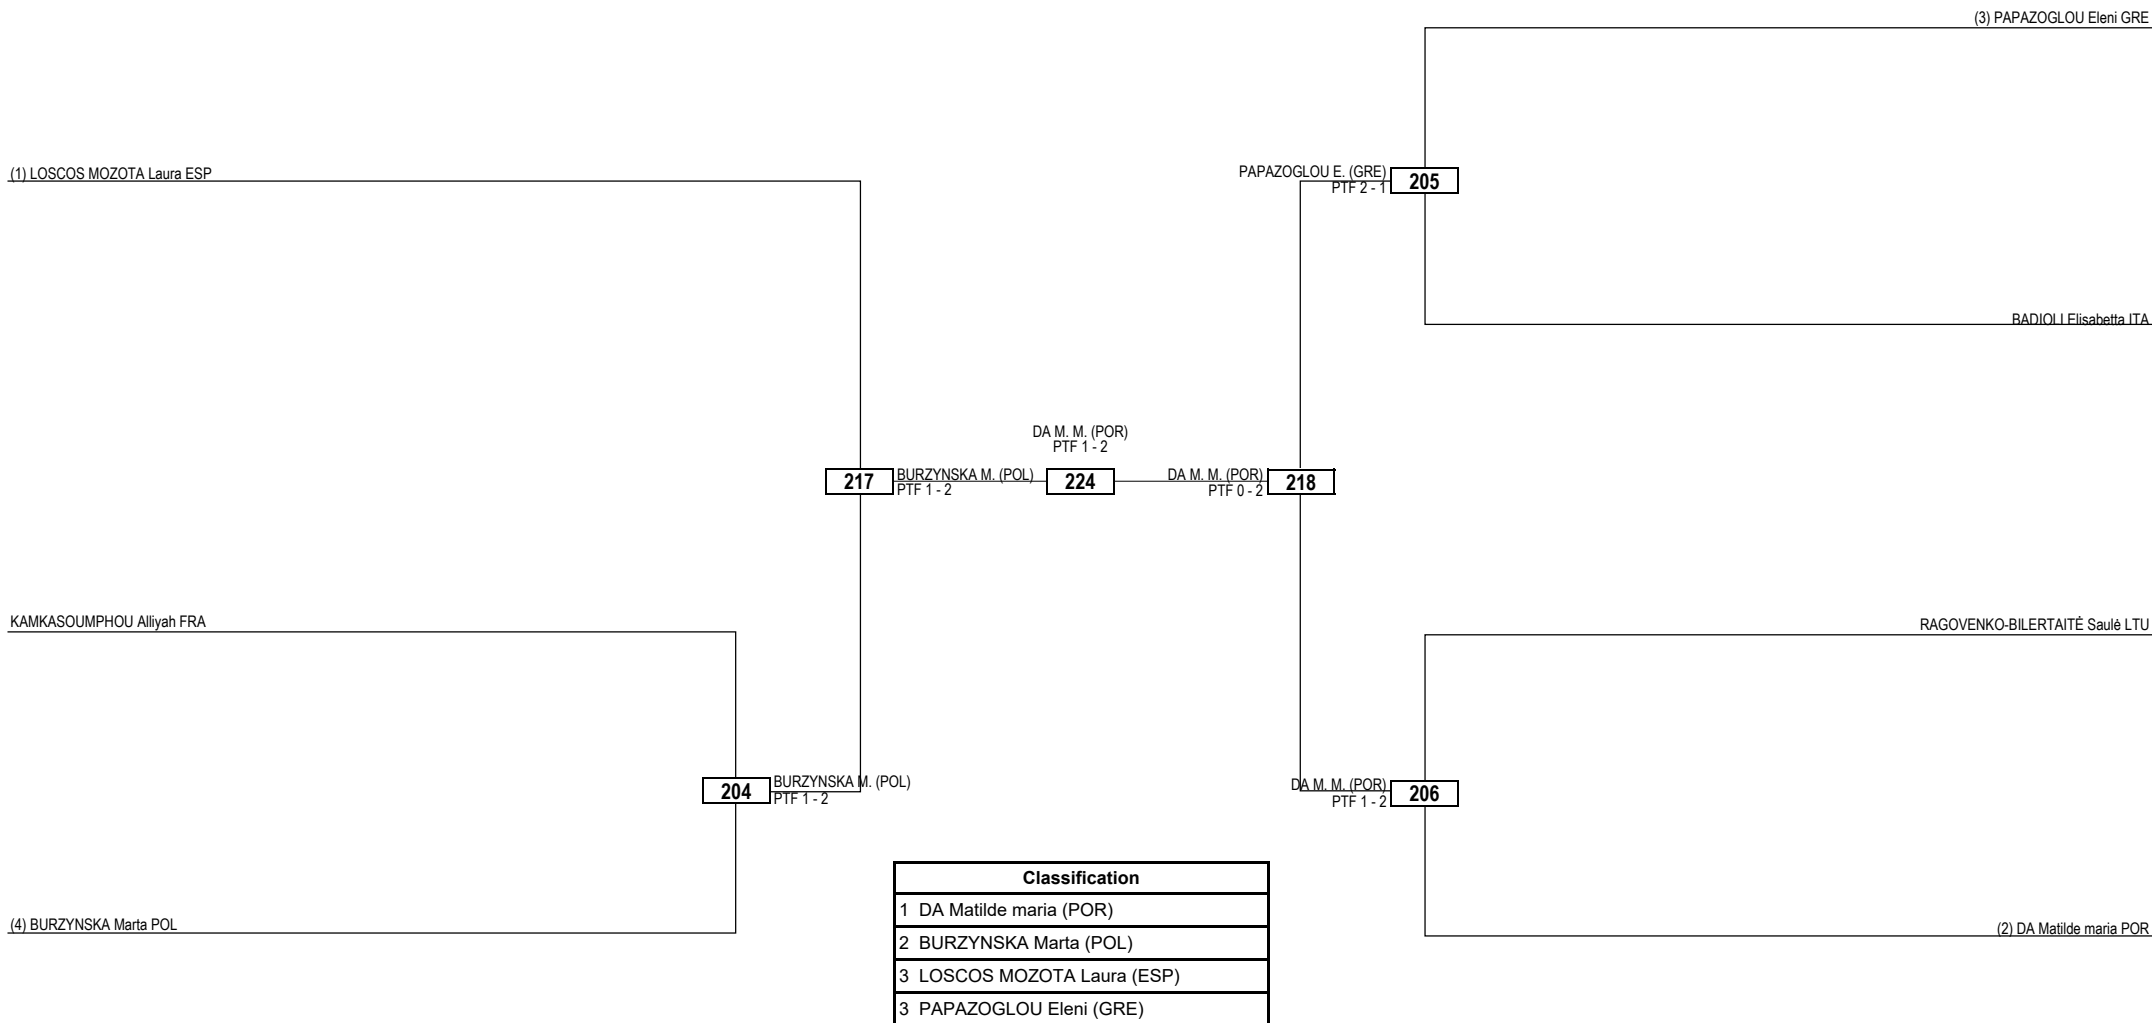 (3) PAPAZOGLOU Eleni GRE
(1) LOSCOS MOZOTA Laura ESP
PAPAZOGLOU E. (GRE)
PTF 2 - 1
205
BADIOLI Elisabetta ITA
DA M. M. (POR)
PTF 1 - 2
217
BURZYNSKA M. (POL)
PTF 1 - 2
224
DA M. M. (POR)
PTF 0 - 2
218
KAMKASOUMPHOU Alliyah FRA
RAGOVENKO-BILERTAITĖ Saulė LTU
204
BURZYNSKA M. (POL)
PTF 1 - 2
DA M. M. (POR)
PTF 1 - 2
206
(4) BURZYNSKA Marta POL
(2) DA Matilde maria POR
Classification
1 DA Matilde maria (POR)
2 BURZYNSKA Marta (POL)
3 LOSCOS MOZOTA Laura (ESP)
3 PAPAZOGLOU Eleni (GRE)